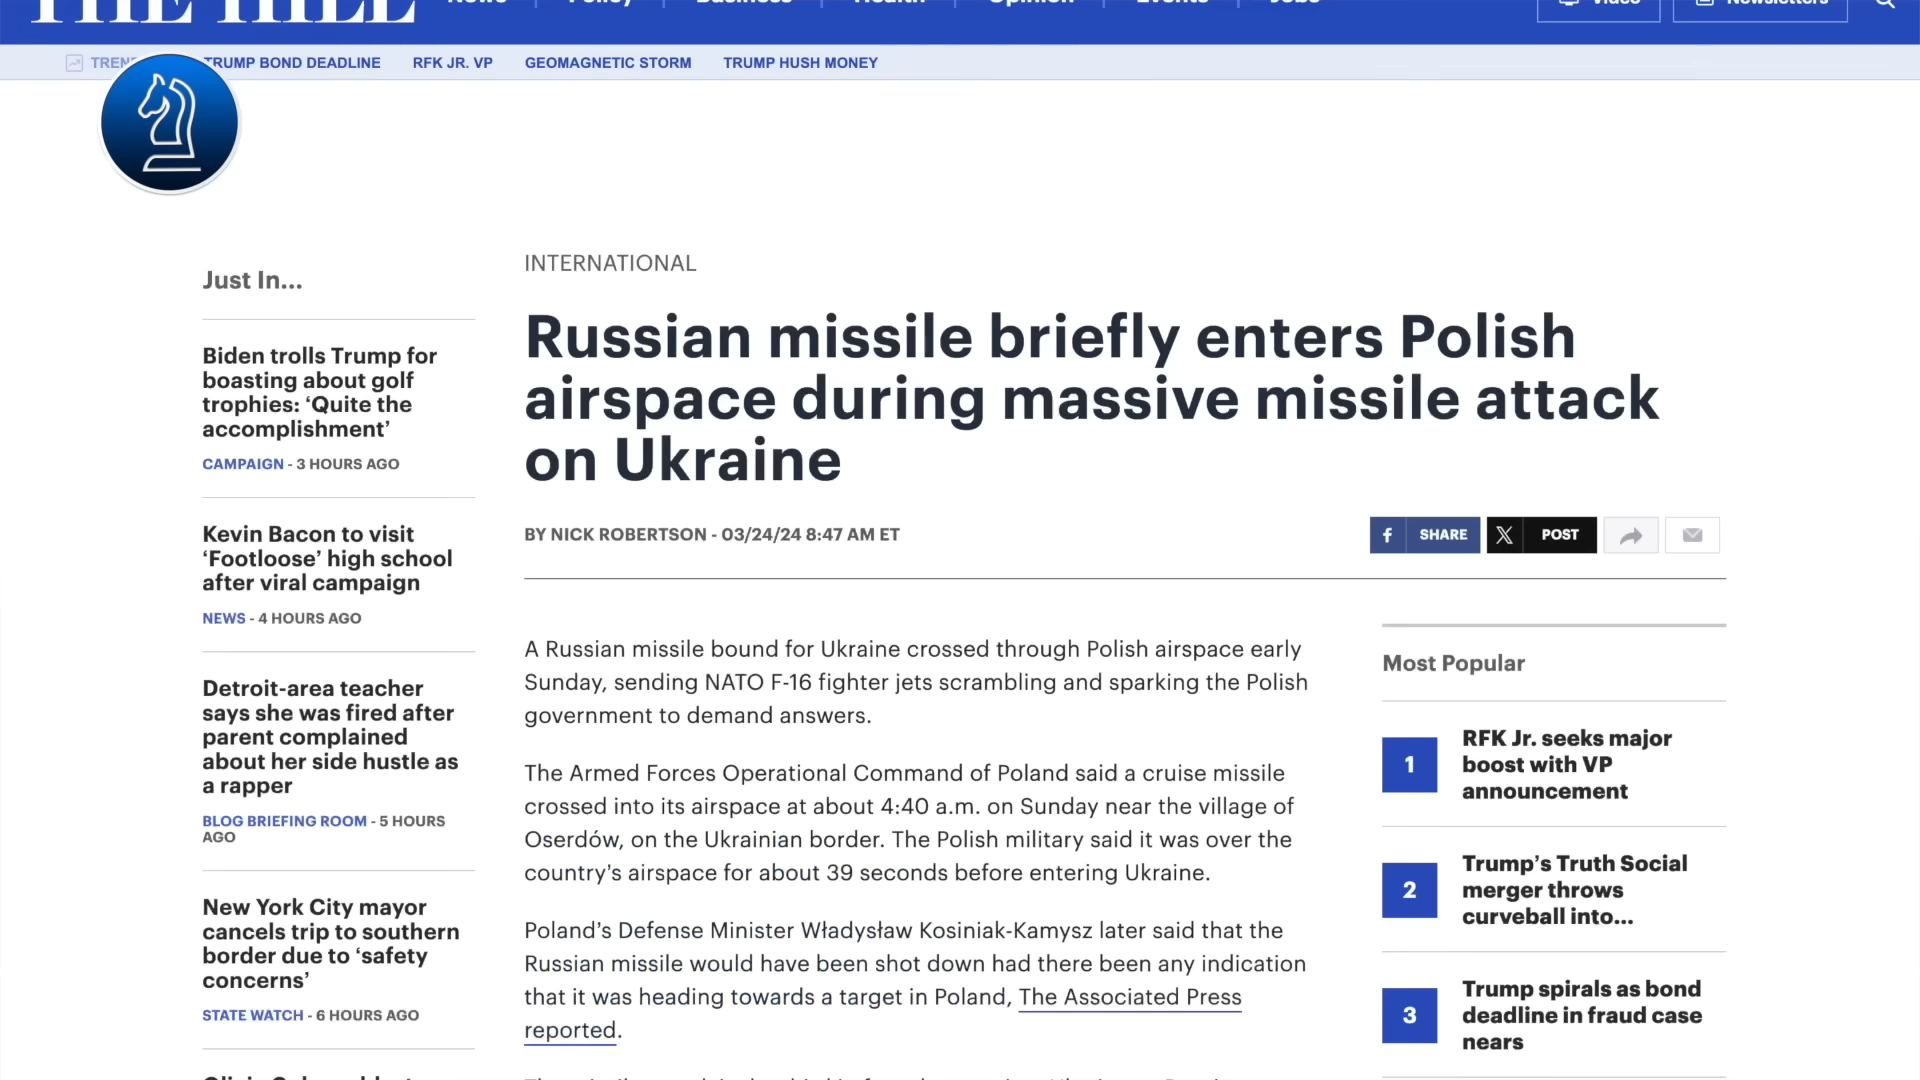 THE HILL
News
Policy
Business
Health
Opinion
Events
Jobs
Video
Newsletters
TRUMP BOND DEADLINE
RFK JR. VP
GEOMAGNETIC STORM
TRUMP HUSH MONEY
Just In...
Biden trolls Trump for
boasting about golf
trophies: ‘Quite the
accomplishment’
CAMPAIGN - 3 HOURS AGO
Kevin Bacon to visit
‘Footloose’ high school
after viral campaign
NEWS - 4 HOURS AGO
Detroit-area teacher
says she was fired after
parent complained
about her side hustle as
a rapper
BLOG BRIEFING ROOM - 5 HOURS
AGO
New York City mayor
cancels trip to southern
border due to ‘safety
concerns’
STATE WATCH - 6 HOURS AGO
INTERNATIONAL
Russian missile briefly enters Polish
airspace during massive missile attack
on Ukraine
BY NICK ROBERTSON - 03/24/24 8:47 AM ET
SHARE
POST
A Russian missile bound for Ukraine crossed through Polish airspace early
Sunday, sending NATO F-16 fighter jets scrambling and sparking the Polish
government to demand answers.
The Armed Forces Operational Command of Poland said a cruise missile
crossed into its airspace at about 4:40 a.m. on Sunday near the village of
Oserdów, on the Ukrainian border. The Polish military said it was over the
country’s airspace for about 39 seconds before entering Ukraine.
Poland’s Defense Minister Władysław Kosiniak-Kamysz later said that the
Russian missile would have been shot down had there been any indication
that it was heading towards a target in Poland, The Associated Press
reported.
Most Popular
1
RFK Jr. seeks major
boost with VP
announcement
2
Trump’s Truth Social
merger throws
curveball into...
3
Trump spirals as bond
deadline in fraud case
nears